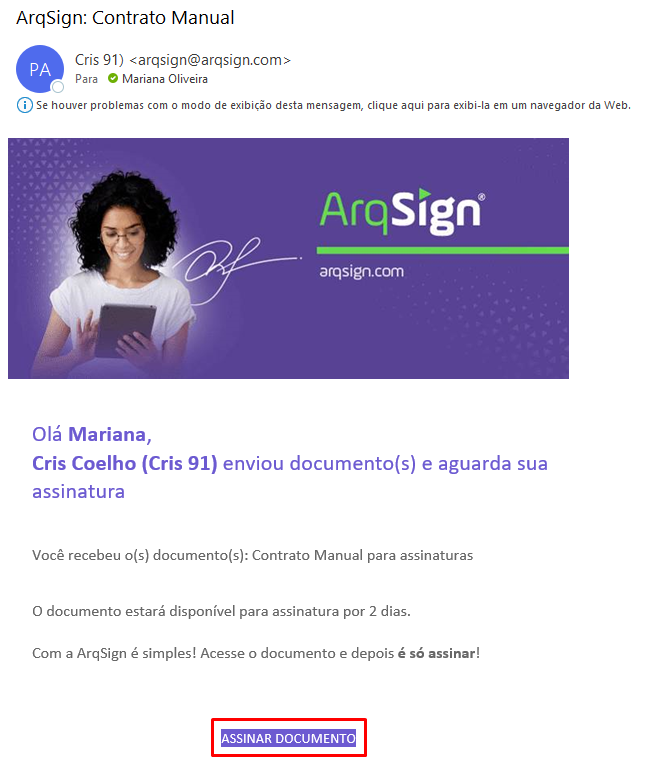 ArqSign: Contrato Manual
PA
Cris 91) <arqsign@arqsign.com>
Para Mariana Oliveira
Se houver problemas com o modo de exibição desta mensagem, clique aqui para exibi-la em um navegador da Web.
ArqSign®
arqsign.com
Olá Mariana,
Cris Coelho (Cris 91) enviou documento(s) e aguarda sua
assinatura
Você recebeu o(s) documento(s): Contrato Manual para assinaturas
O documento estará disponível para assinatura por 2 dias.
Com a ArqSign é simples! Acesse o documento e depois é só assinar!
ASSINAR DOCUMENTO